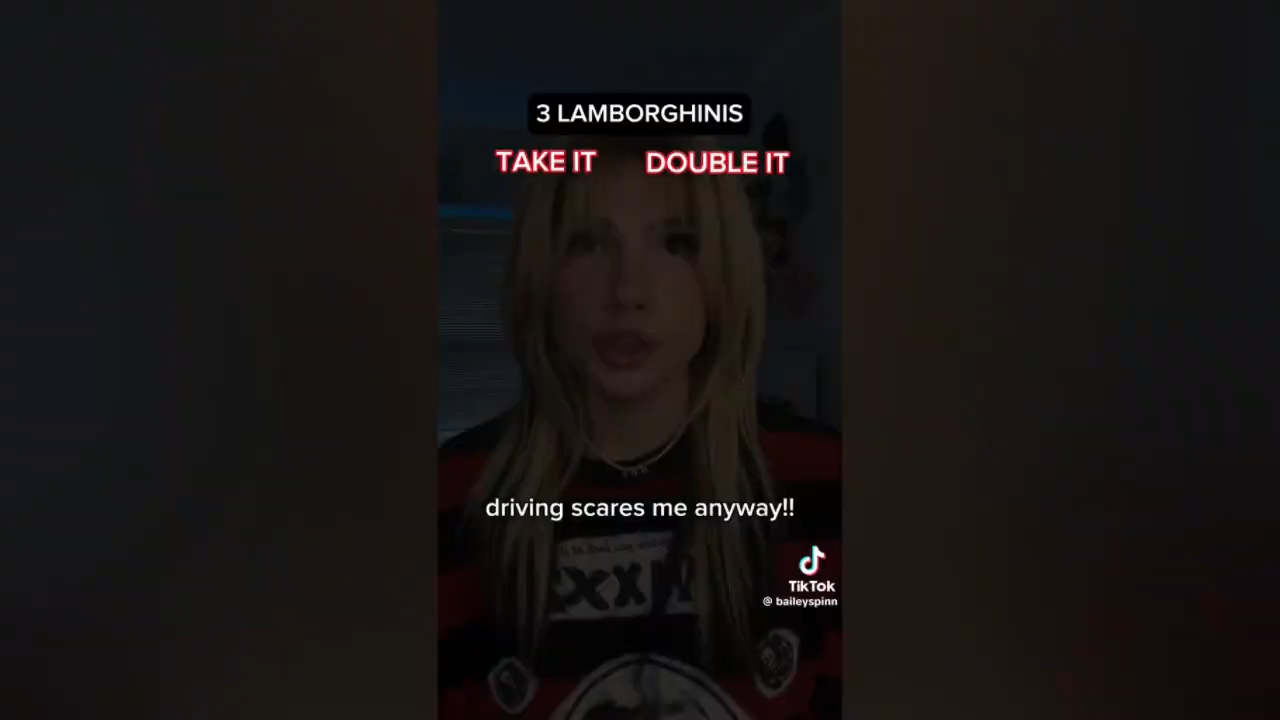 3 LAMBORGHINIS
TAKE IT DOUBLE IT
driving scares me anyway!!
TikTok
@ baileyspinn